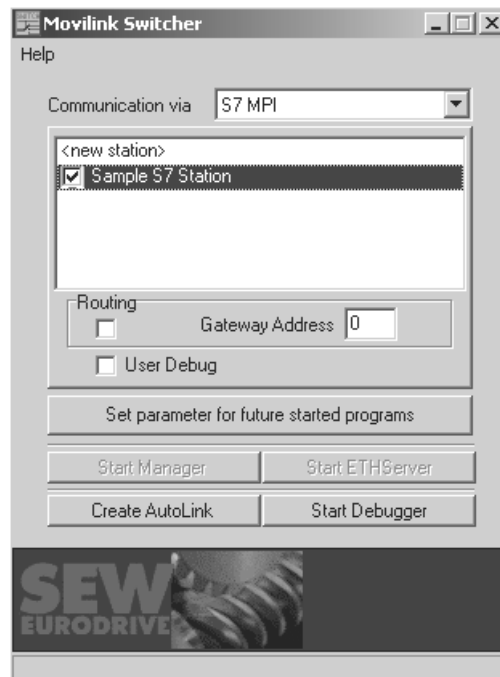 Movilink Switcher
Help
Communication via S7 MPI
<new station>
Sample S7 Station
Routing
Gateway Address 0
User Debug
Set parameter for future started programs
Start Manager Start ETHServer
Create AutoLink Start Debugger
SEW
EURODRIVE